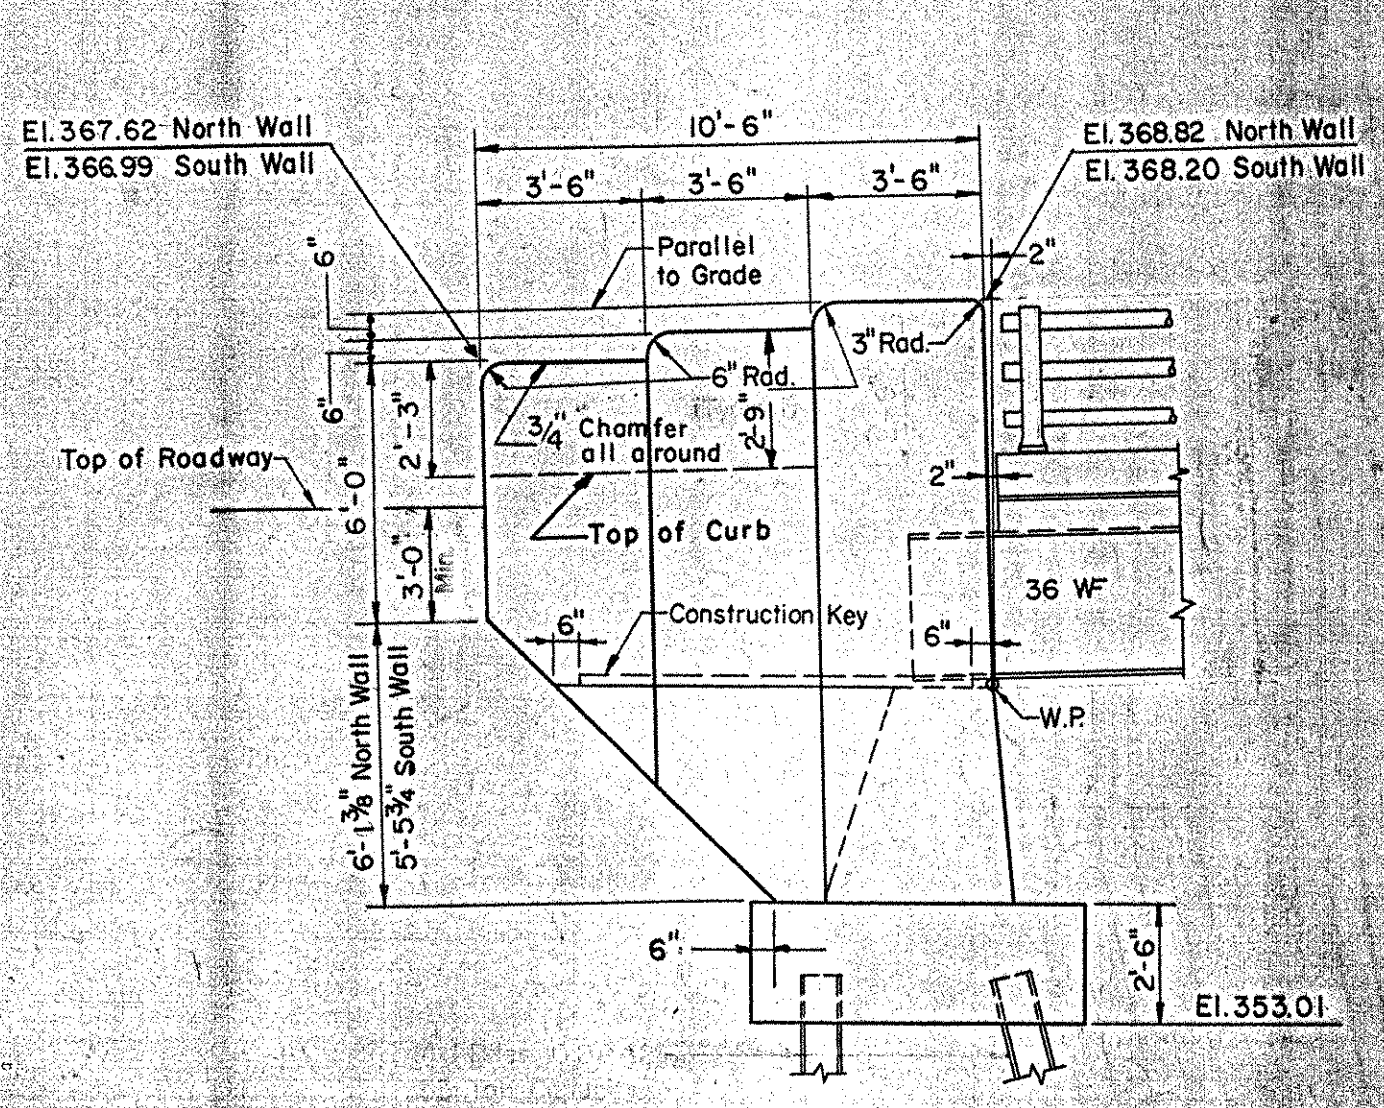 10'-6"
El. 367.62 North Wall
El. 366.99 South Wall
El. 368.82 North Wall
El. 368.20 South Wall
3'-6"
3'-6"
3'-6"
6"
Parallel
to Grade
2"
3" Rad.
6" Rad.
6"
2'-3"
3/4" Chamfer
all around
2'-9"
Top of Roadway
6'-0"
2"
Top of Curb
3'-0"
Min.
36 WF
6"
Construction Key
6"
W.P.
6'-1 3/8" North Wall
5'-5 3/4" South Wall
6"
2'-6"
El. 353.01